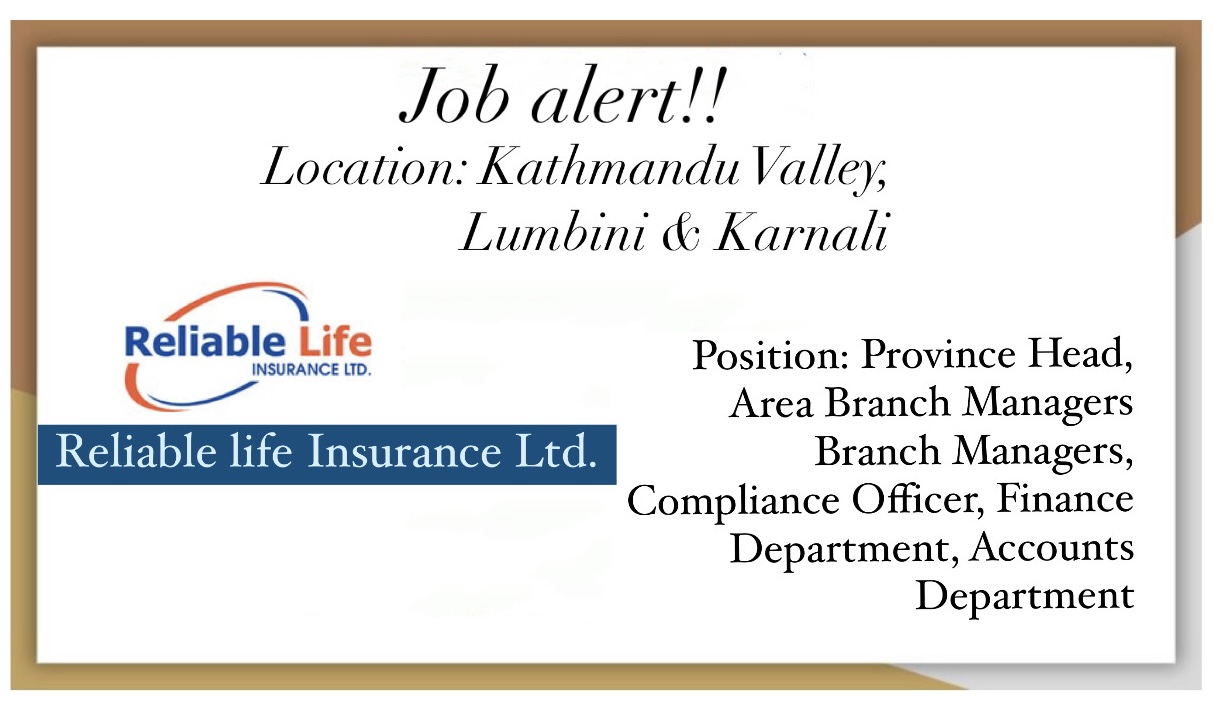 Job alert!!
Location: Kathmandu Valley,
Lumbini & Karnali
Reliable Life
INSURANCE LTD.
Reliable life Insurance Ltd.
Position: Province Head,
Area Branch Managers
Branch Managers,
Compliance Officer, Finance
Department, Accounts
Department